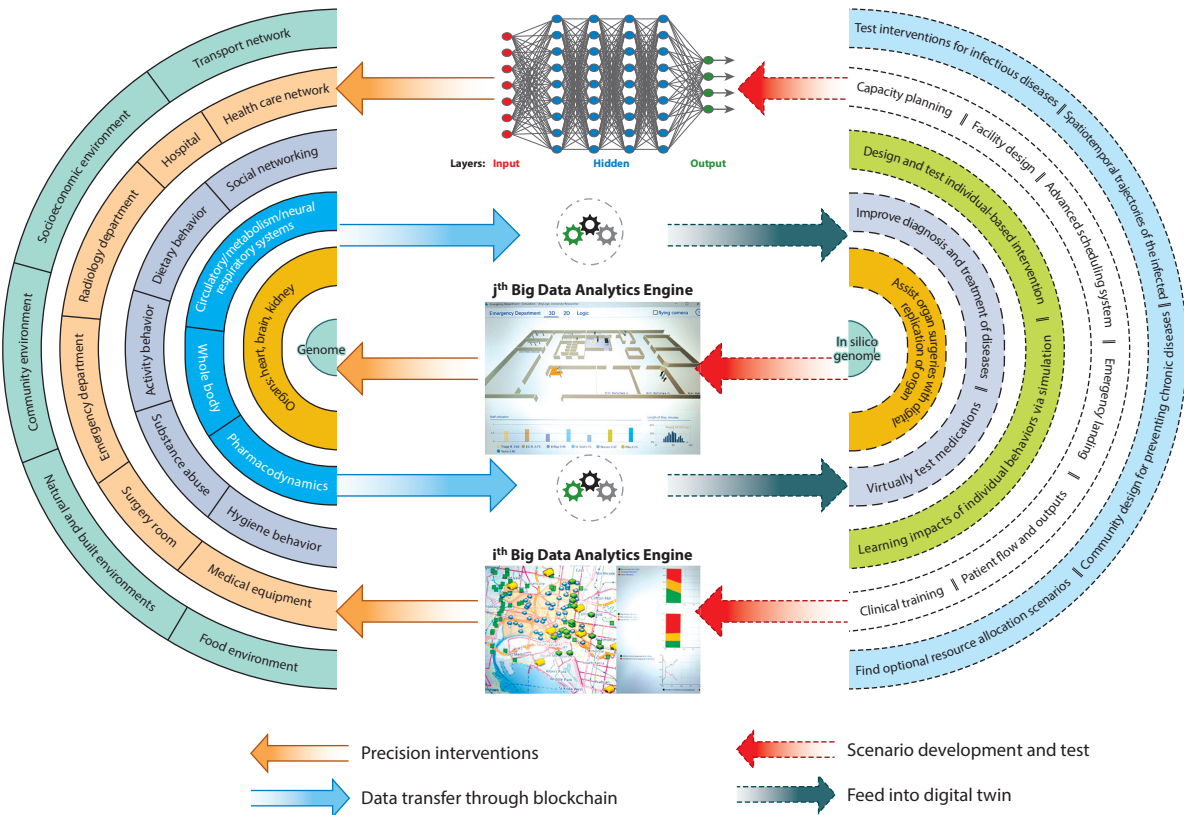 Transport network
Socioeconomic environment
Community environment
Natural and built environments
Food environment
Health care network
Hospital
Radiology department
Emergency department
Surgery room
Medical equipment
Social networking
Dietary behavior
Activity behavior
Substance abuse
Hygiene behavior
Circulatory/metabolism/neural
respiratory systems
Whole body
Pharmacodynamics
Organs: heart, brain, kidney
Genome
Layers: Input Hidden Output
jth Big Data Analytics Engine
Emergency Department 3D 2D Logic
flying camera
ith Big Data Analytics Engine
Test interventions for infectious diseases || Spatiotemporal trajectories of the infected || Community design for preventing chronic diseases || Find optional resource allocation scenarios
Capacity planning || Facility design || Advanced scheduling system || Emergency landing || Patient flow and outputs || Clinical training
Design and test individual-based intervention || Learning impacts of individual behaviors via simulation
Improve diagnosis and treatment of diseases || Virtually test medications
Assist organ surgeries with digital
replication of organ
In silico
genome
Precision interventions
Scenario development and test
Data transfer through blockchain
Feed into digital twin